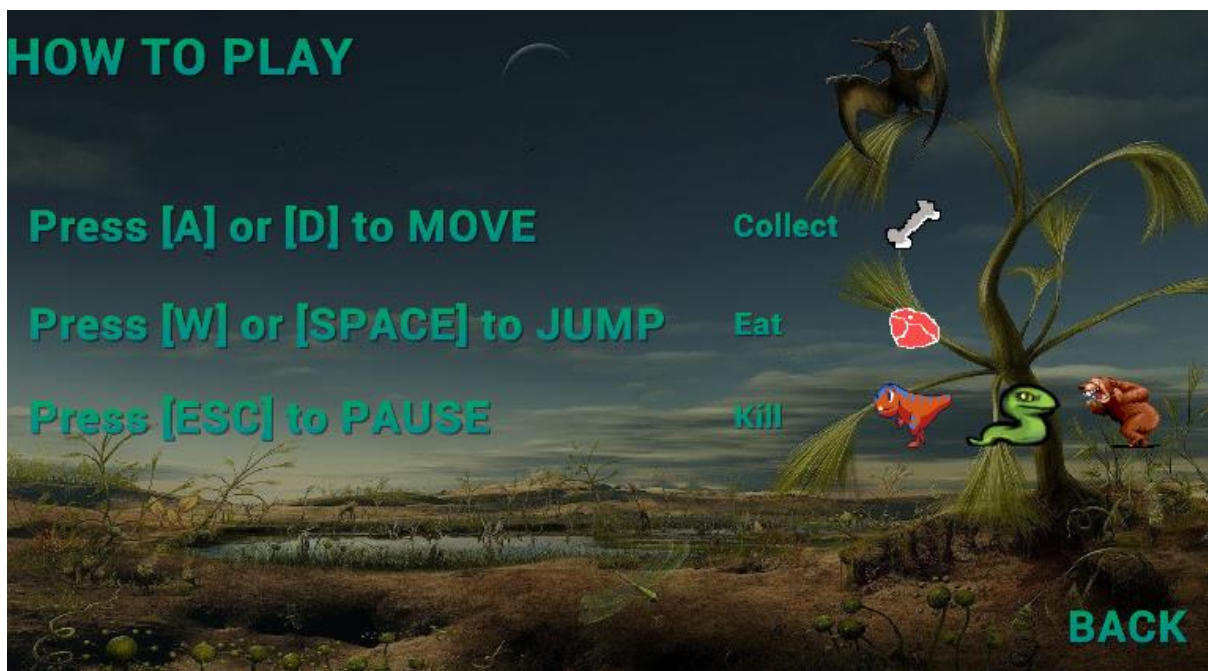 HOW TO PLAY
Press [A] or [D] to MOVE
Collect
Press [W] or [SPACE] to JUMP
Eat
Press [ESC] to PAUSE
Kill
BACK